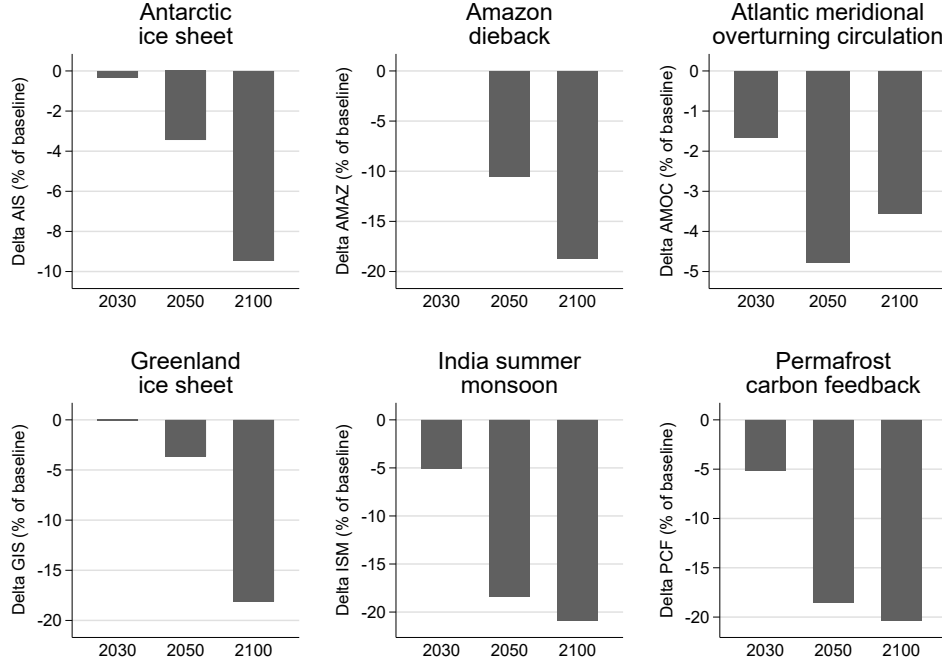 Antarctic
ice sheet
Delta AIS (% of baseline)
0
-2
-4
-6
-8
-10
2030 2050 2100
Amazon
dieback
Delta AMAZ (% of baseline)
0
-5
-10
-15
-20
2030 2050 2100
Atlantic meridional
overturning circulation
Delta AMOC (% of baseline)
0
-1
-2
-3
-4
-5
2030 2050 2100
Greenland
ice sheet
Delta GIS (% of baseline)
0
-5
-10
-15
-20
2030 2050 2100
India summer
monsoon
Delta ISM (% of baseline)
0
-5
-10
-15
-20
2030 2050 2100
Permafrost
carbon feedback
Delta PCF (% of baseline)
0
-5
-10
-15
-20
2030 2050 2100